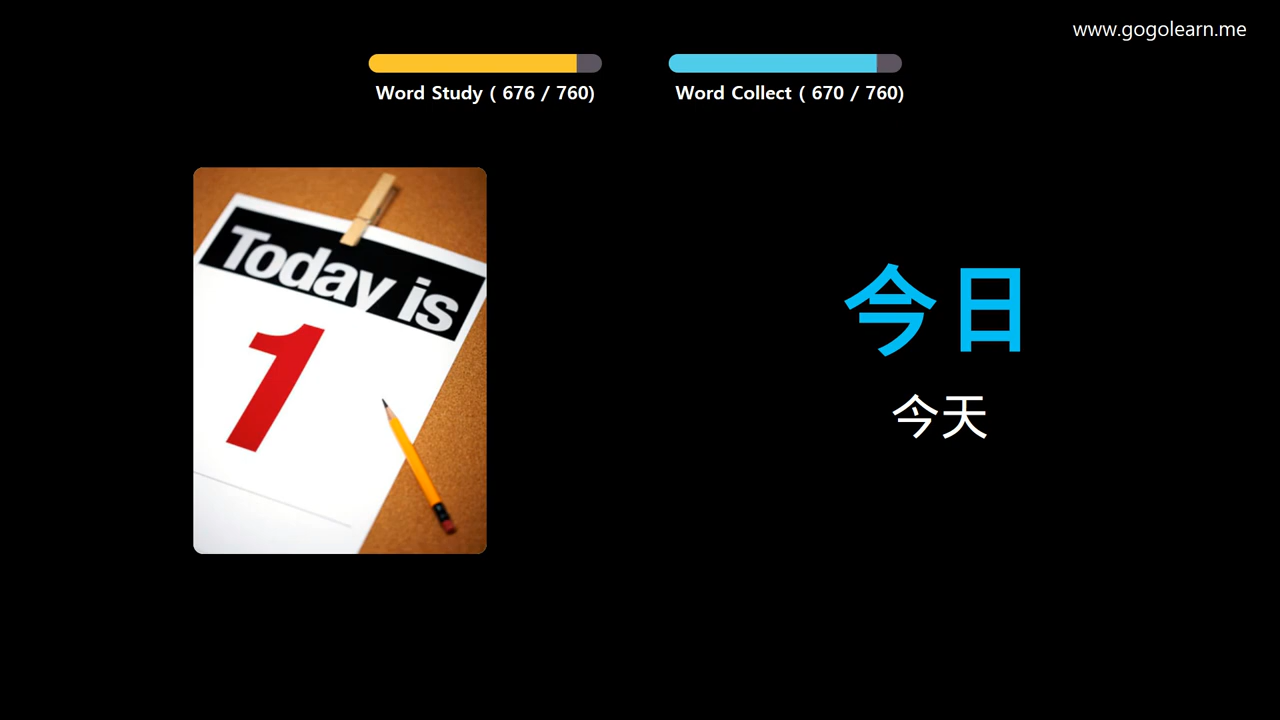 www.gogolearn.me
Word Study ( 676 / 760)
Word Collect ( 670 / 760)
Today is
1
今日
今天